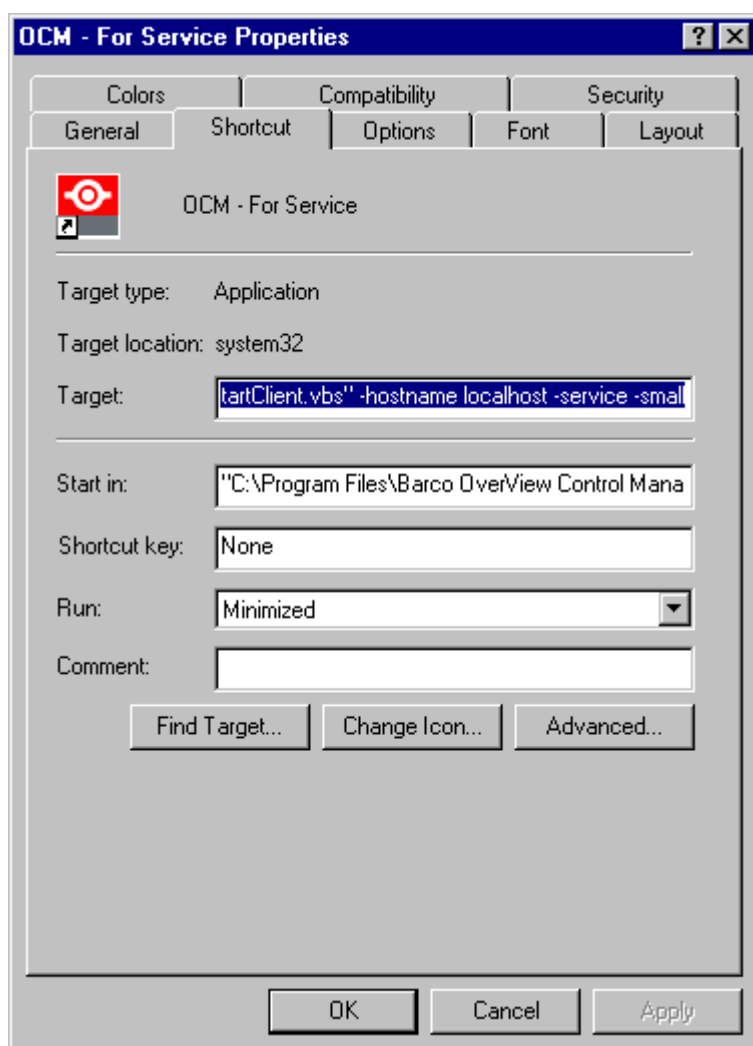 OCM - For Service Properties
Colors Compatibility Security
General Shortcut Options Font Layout
OCM - For Service
Target type: Application
Target location: system32
Target: tartClient.vbs" -hostname localhost -service -small
Start in: "C:\Program Files\Barco OverView Control Mana
Shortcut key: None
Run: Minimized
Comment:
Find Target... Change Icon... Advanced...
OK Cancel Apply